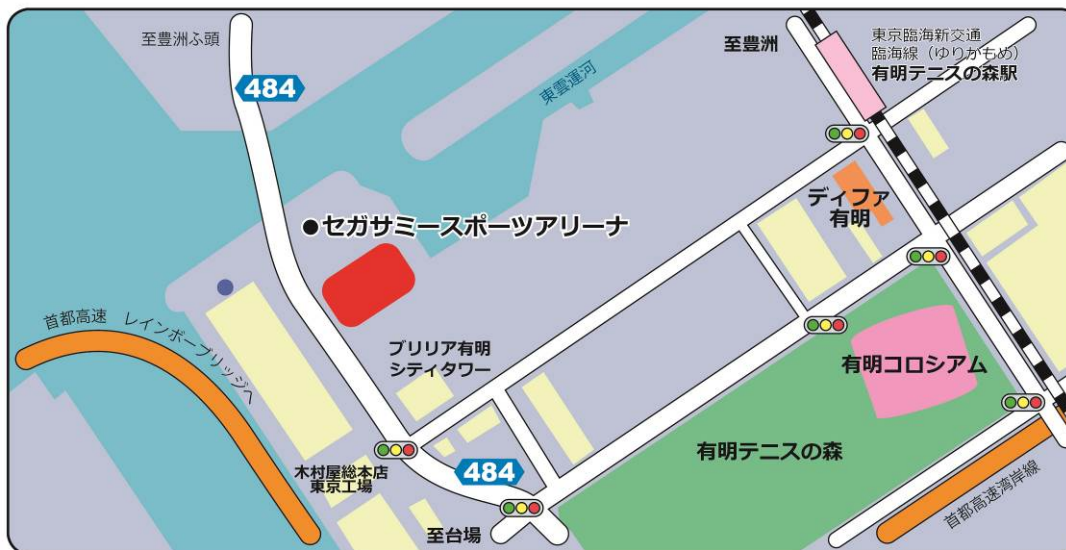 至豊洲ふ頭
484
東雲運河
至豊洲
東京臨海新交通
臨海線（ゆりかもめ）
有明テニスの森駅
ディファ
有明
セガサミースポーツアリーナ
首都高速　レインボーブリッジへ
ブリリア有明
シティタワー
有明コロシアム
有明テニスの森
木村屋総本店
東京工場
484
至台場
首都高速湾岸線